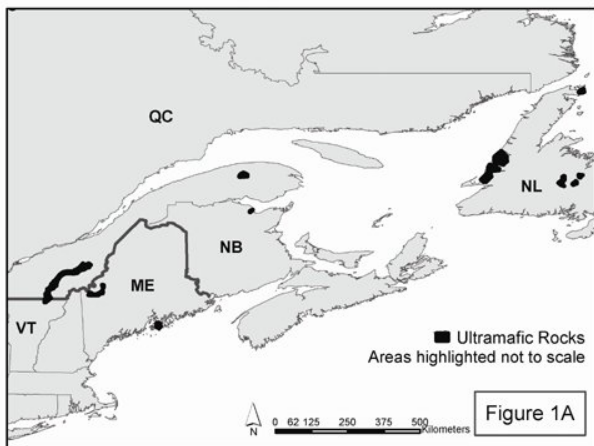 QC
NL
NB
ME
VT
Ultramafic Rocks
Areas highlighted not to scale
N
0 62 125 250 375 500
Kilometers
Figure 1A